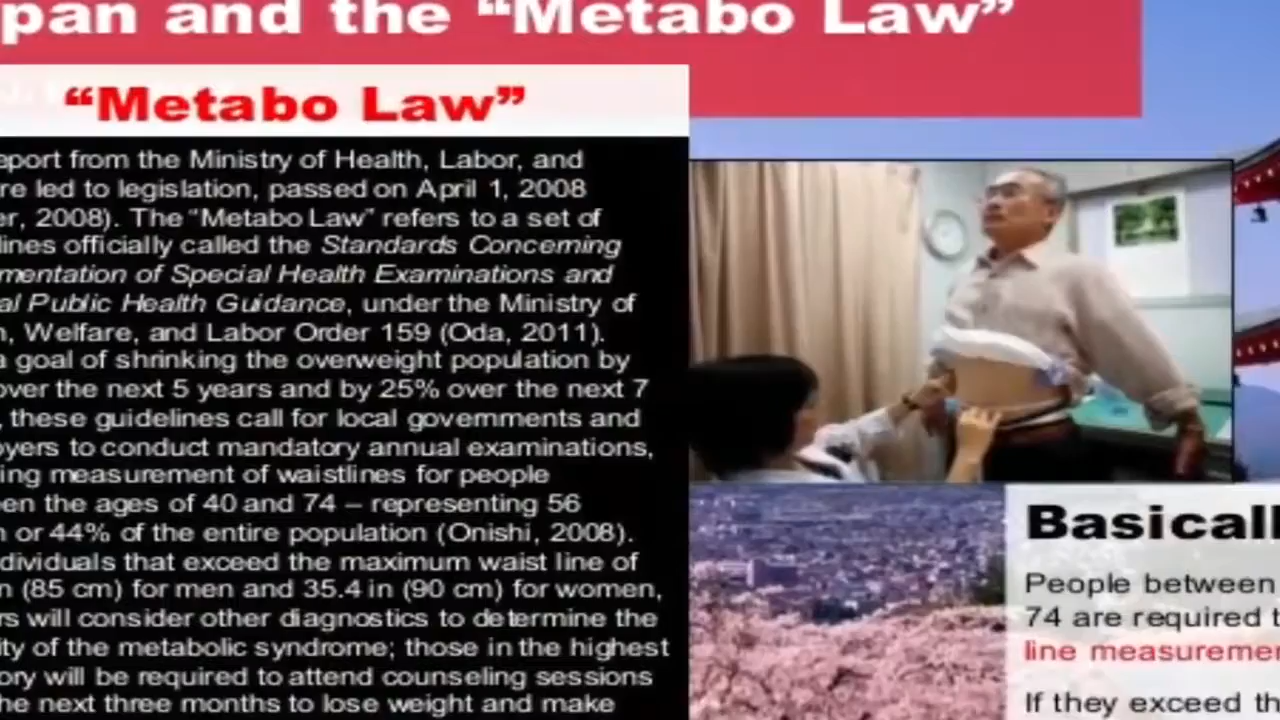 pan and the “Metabo Law”
“Metabo Law”
eport from the Ministry of Health, Labor, and
re led to legislation, passed on April 1, 2008
er, 2008). The “Metabo Law” refers to a set of
lines officially called the Standards Concerning
mentation of Special Health Examinations and
al Public Health Guidance, under the Ministry of
h, Welfare, and Labor Order 159 (Oda, 2011).
a goal of shrinking the overweight population by
over the next 5 years and by 25% over the next 7
, these guidelines call for local governments and
oyers to conduct mandatory annual examinations,
ing measurement of waistlines for people
en the ages of 40 and 74 – representing 56
n or 44% of the entire population (Onishi, 2008).
dividuals that exceed the maximum waist line of
n (85 cm) for men and 35.4 in (90 cm) for women,
rs will consider other diagnostics to determine the
ity of the metabolic syndrome; those in the highest
ory will be required to attend counseling sessions
he next three months to lose weight and make
Basicall
People between
74 are required t
line measuremen
If they exceed th